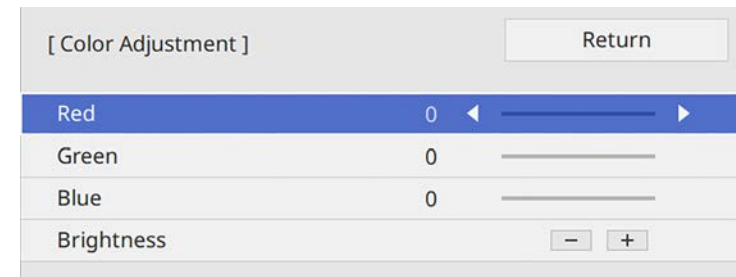 [ Color Adjustment ] Return
Red 0
Green 0
Blue 0
Brightness − +